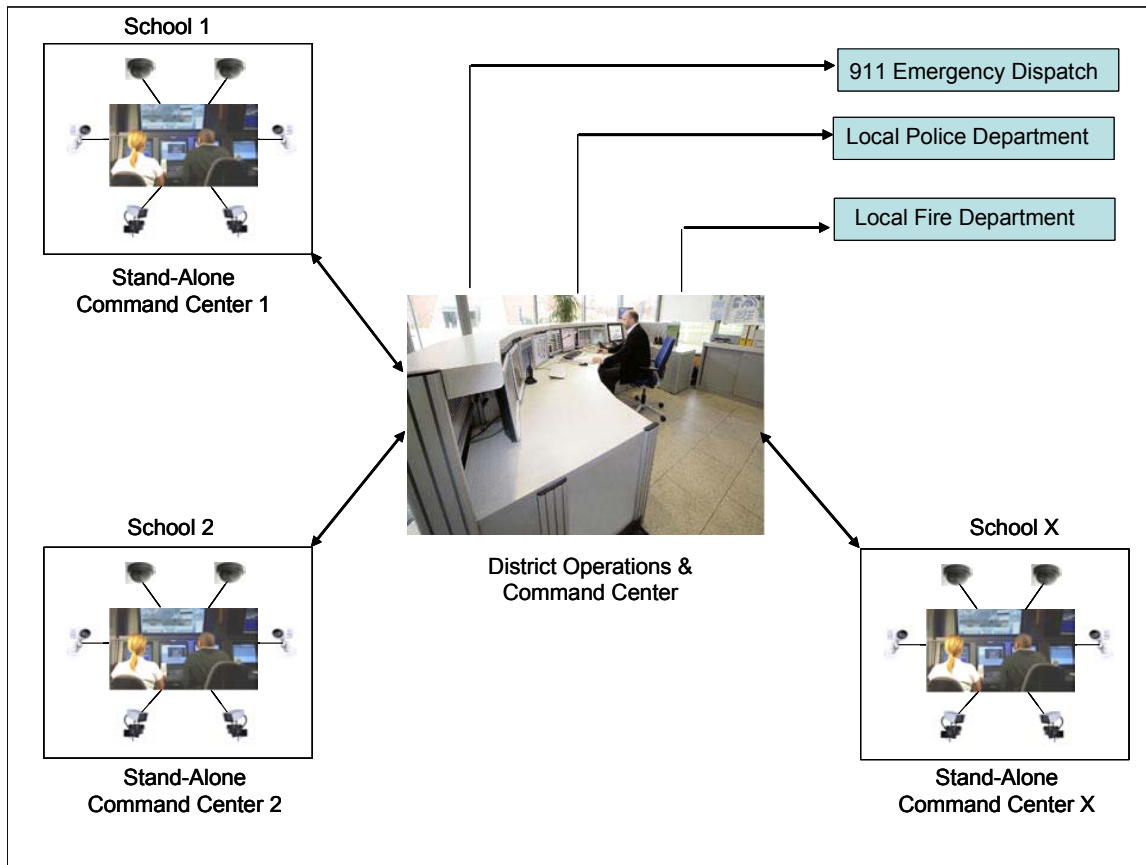 School 1
911 Emergency Dispatch
Local Police Department
Local Fire Department
Stand-Alone
Command Center 1
School 2
District Operations &
Command Center
School X
Stand-Alone
Command Center 2
Stand-Alone
Command Center X